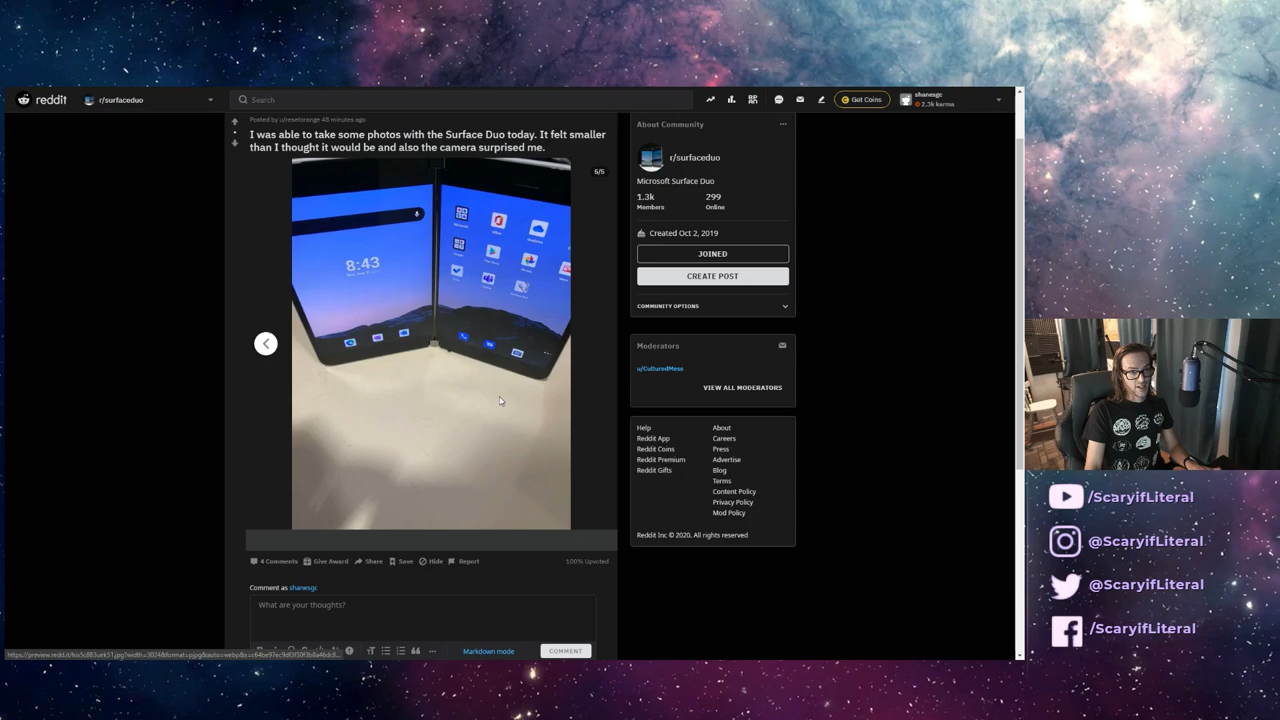 reddit
r/surfaceduo
Search
Get Coins
shanesgc
2.3k karma
Posted by u/resetorange 48 minutes ago
I was able to take some photos with the Surface Duo today. It felt smaller
than I thought it would be and also the camera surprised me.
5/5
8:43
About Community
r/surfaceduo
Microsoft Surface Duo
1.3k
299
Members
Online
Created Oct 2, 2019
JOINED
CREATE POST
COMMUNITY OPTIONS
Moderators
u/CulturedMess
VIEW ALL MODERATORS
Help
About
Reddit App
Careers
Reddit Coins
Press
Reddit Premium
Advertise
Reddit Gifts
Blog
Terms
Content Policy
Privacy Policy
Mod Policy
Reddit Inc © 2020. All rights reserved
4 Comments
Give Award
Share
Save
Hide
Report
100% Upvoted
Comment as shanesgc
What are your thoughts?
Markdown mode
COMMENT
/ScaryifLiteral
@ScaryifLiteral
@ScaryifLiteral
/ScaryifLiteral